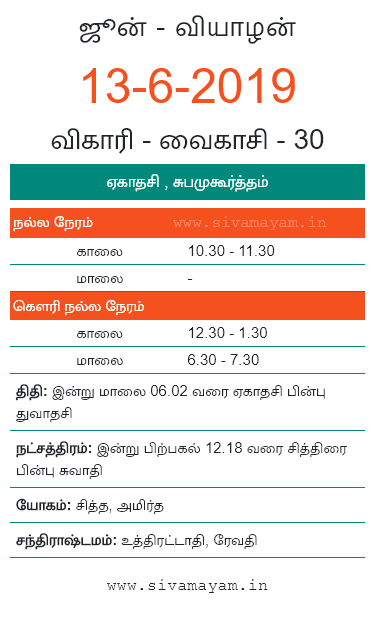 ஜூன் - வியாழன்
13-6-2019
விகாரி - வைகாசி - 30
ஏகாதசி , சுபமுகூர்த்தம்
நல்ல நேரம் www.sivamayam.in
காலை 10.30 - 11.30
மாலை -
கௌரி நல்ல நேரம்
காலை 12.30 - 1.30
மாலை 6.30 - 7.30
திதி: இன்று மாலை 06.02 வரை ஏகாதசி பின்பு
துவாதசி
நட்சத்திரம்: இன்று பிற்பகல் 12.18 வரை சித்திரை
பின்பு சுவாதி
யோகம்: சித்த, அமிர்த
சந்திராஷ்டமம்: உத்திரட்டாதி, ரேவதி
www.sivamayam.in